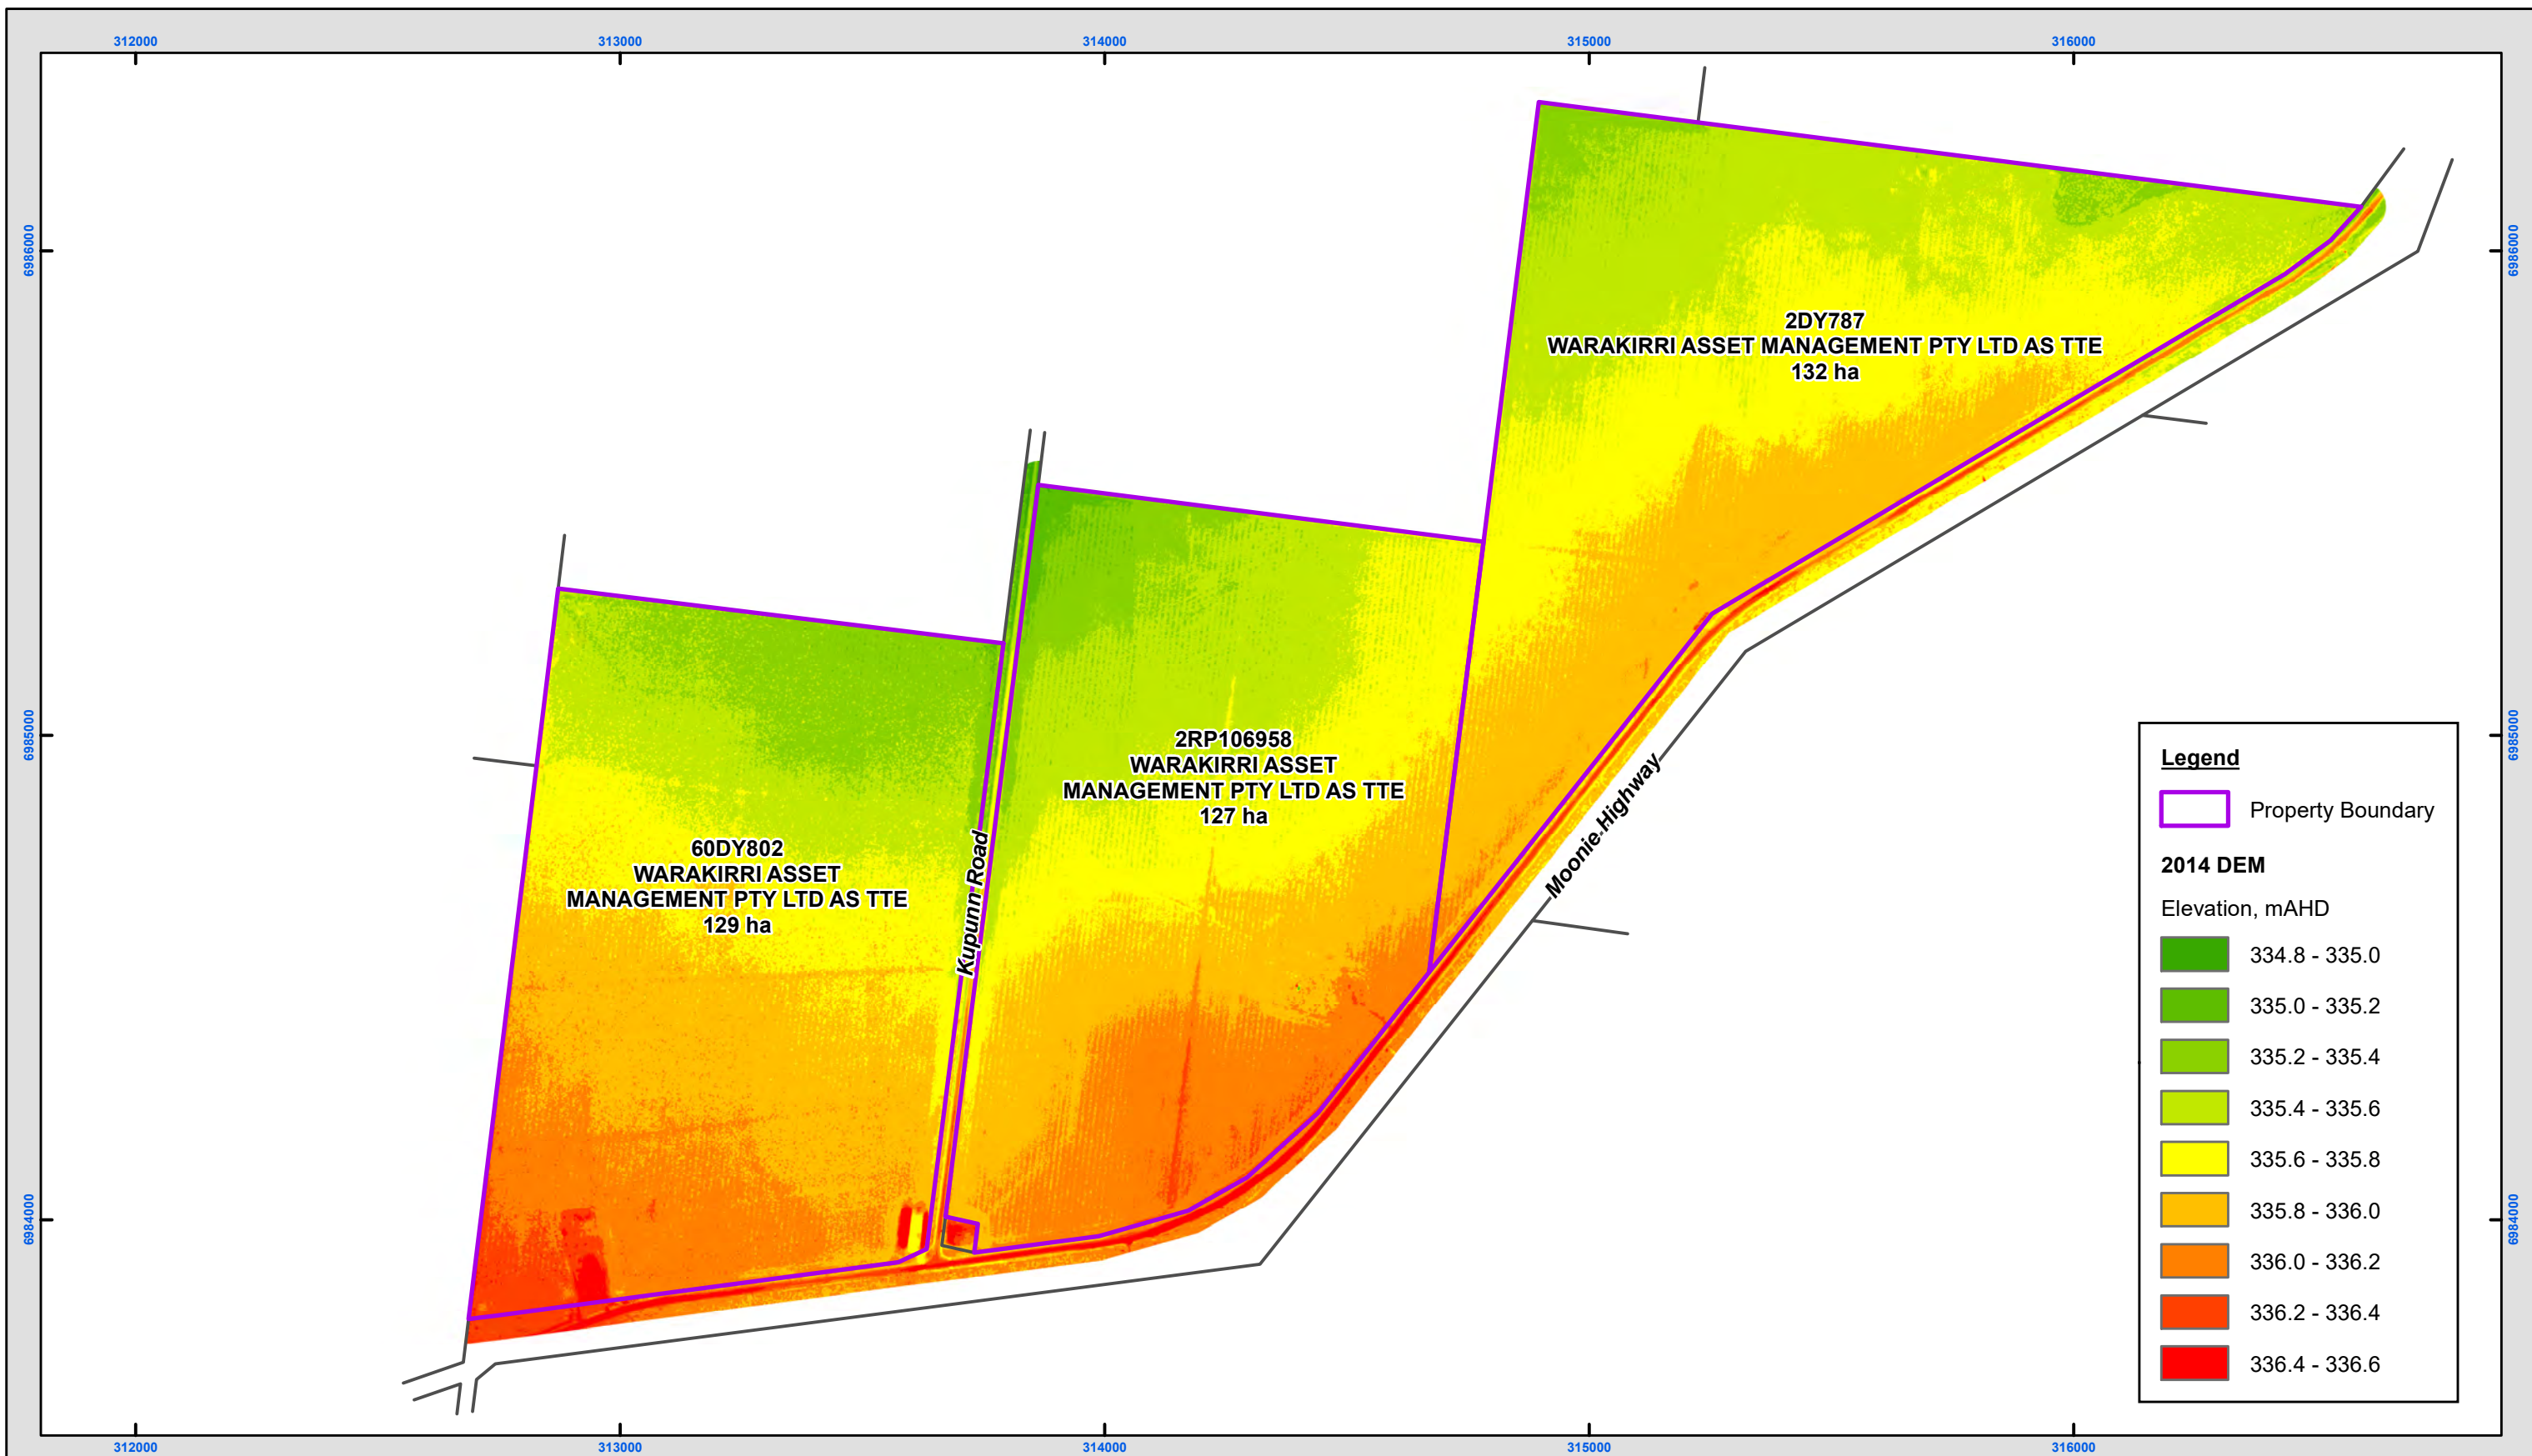 312000
313000
314000
315000
316000
6986000
6986000
2DY787
WARAKIRRI ASSET MANAGEMENT PTY LTD AS TTE
132 ha
6985000
6985000
2RP106958
WARAKIRRI ASSET
MANAGEMENT PTY LTD AS TTE
127 ha
60DY802
WARAKIRRI ASSET
MANAGEMENT PTY LTD AS TTE
129 ha
Kupunn Road
Moonie Highway
Legend
Property Boundary
2014 DEM
Elevation, mAHD
334.8 - 335.0
335.0 - 335.2
335.2 - 335.4
335.4 - 335.6
335.6 - 335.8
335.8 - 336.0
336.0 - 336.2
336.2 - 336.4
336.4 - 336.6
6984000
6984000
312000
313000
314000
315000
316000